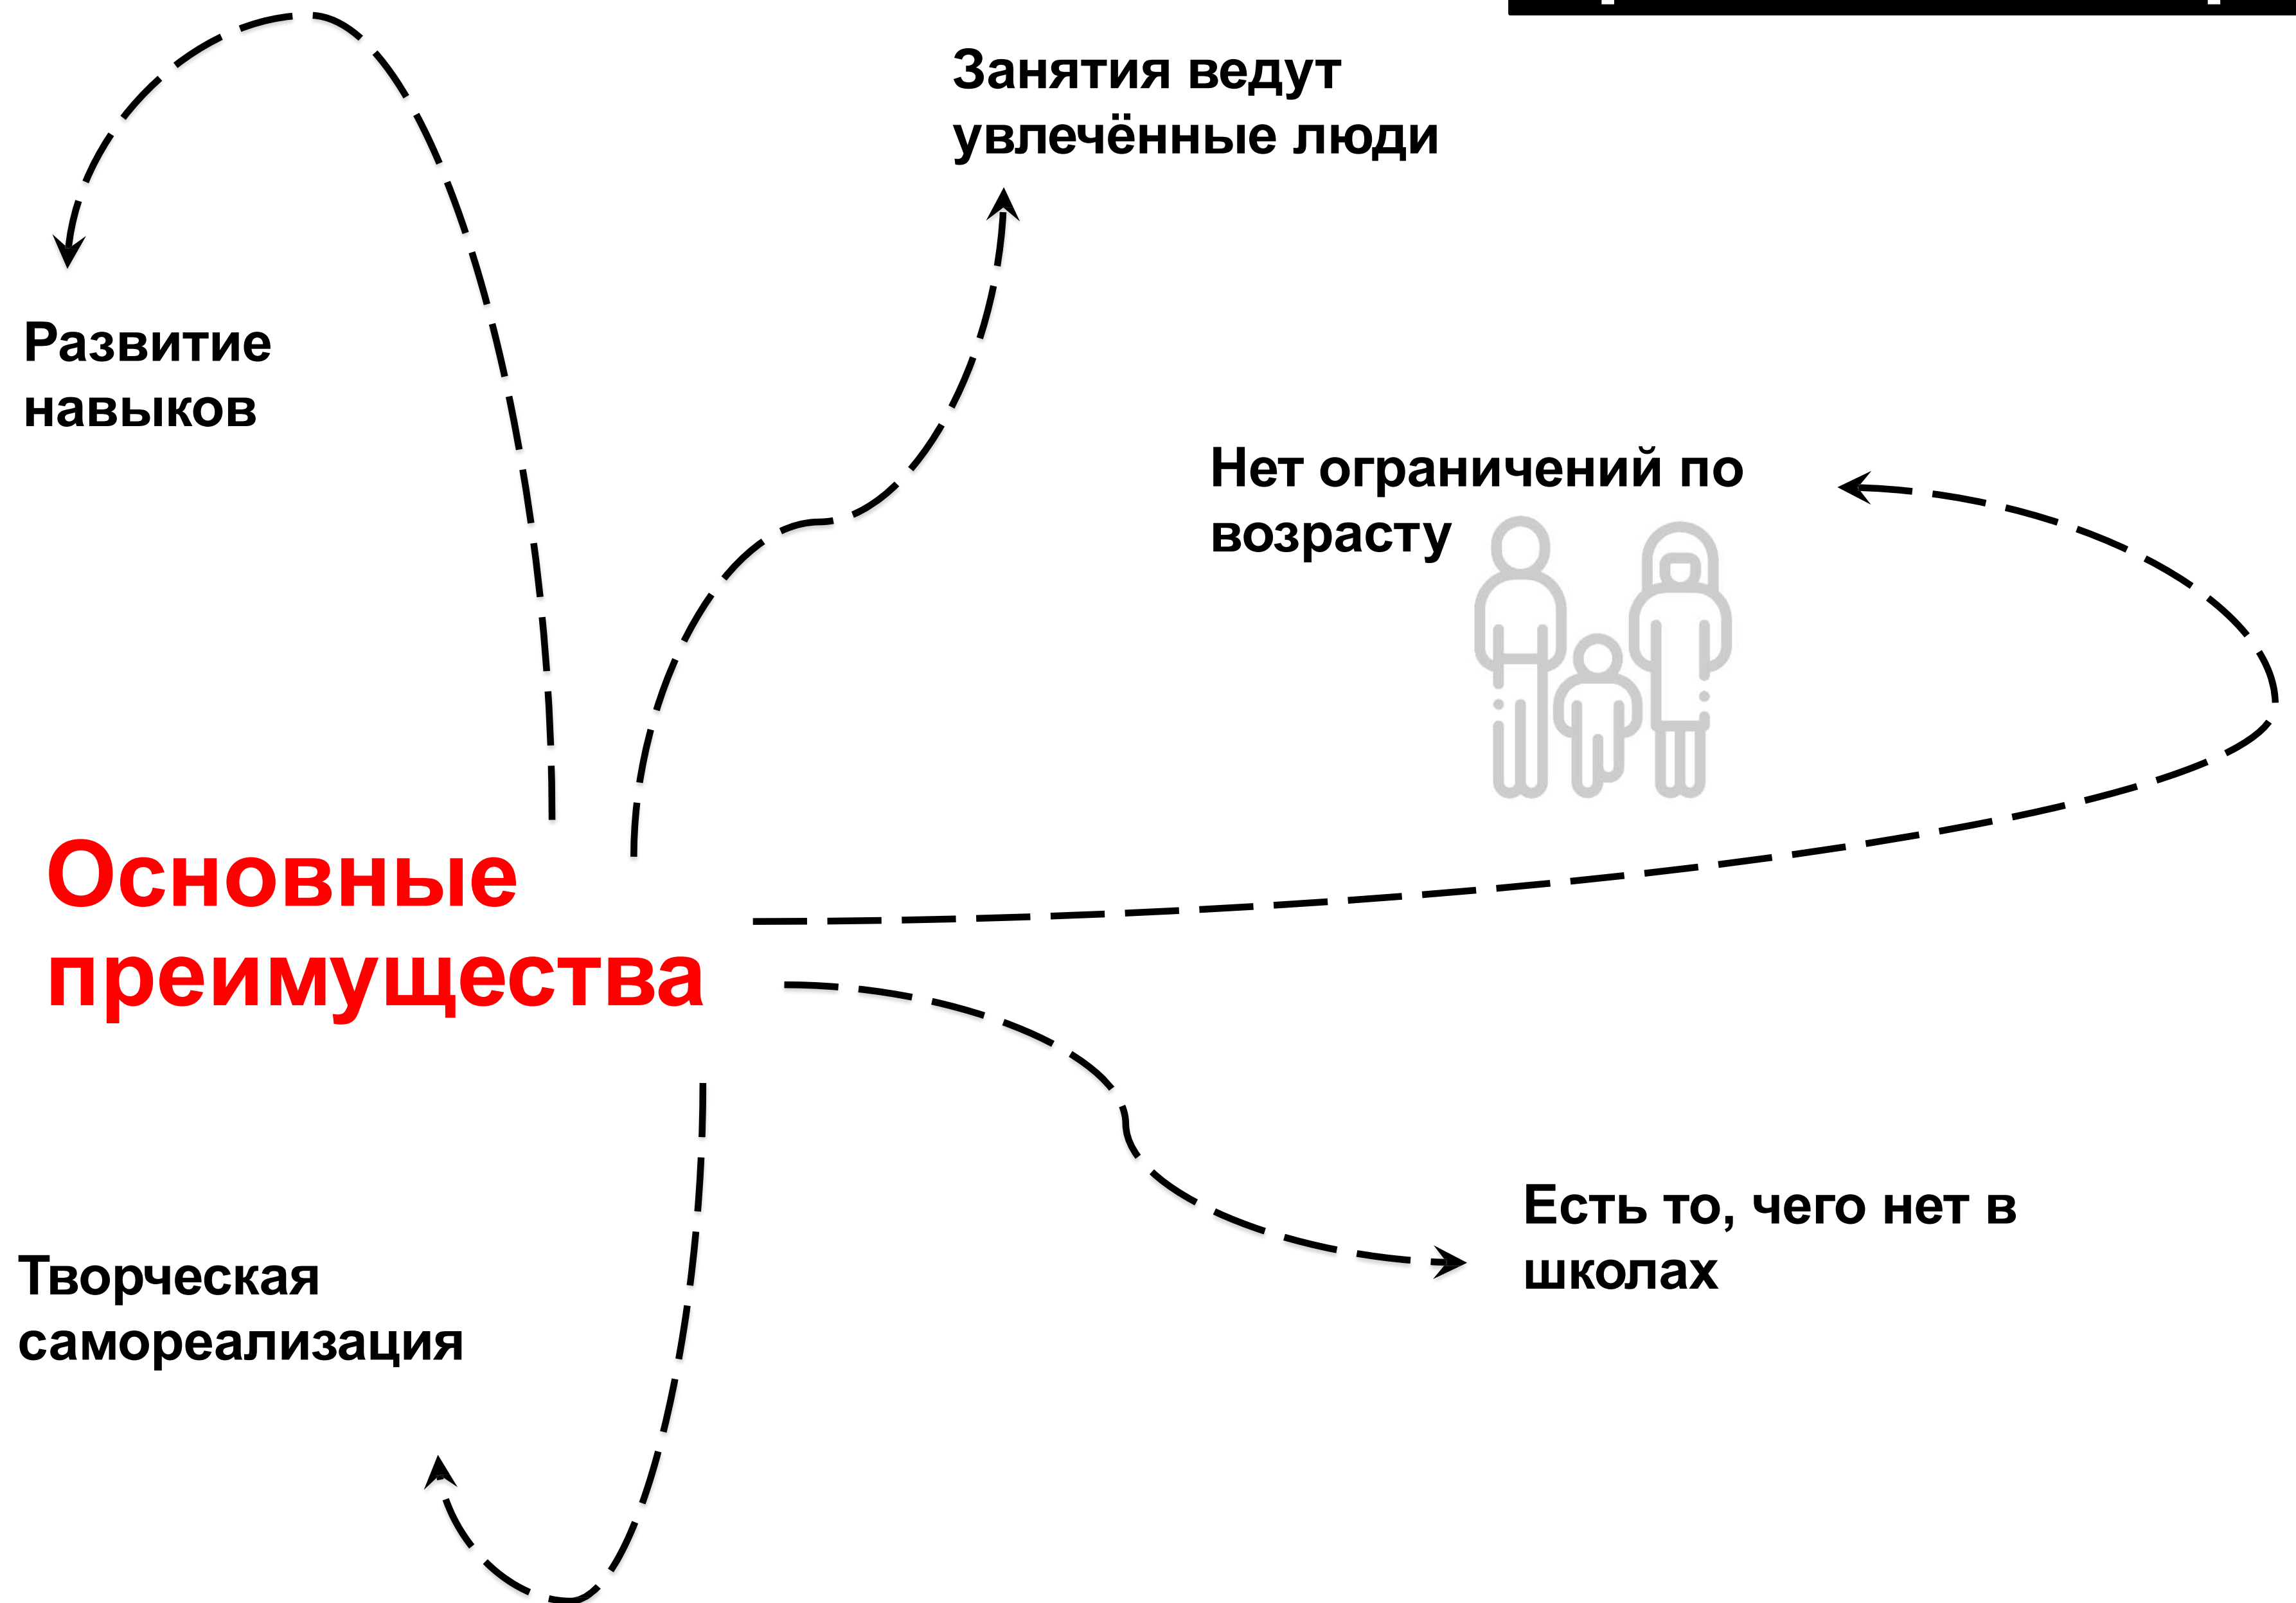 Занятия ведут
увлечённые люди
Развитие
навыков
Нет ограничений по
возрасту
Основные
преимущества
Есть то, чего нет в
школах
Творческая
самореализация